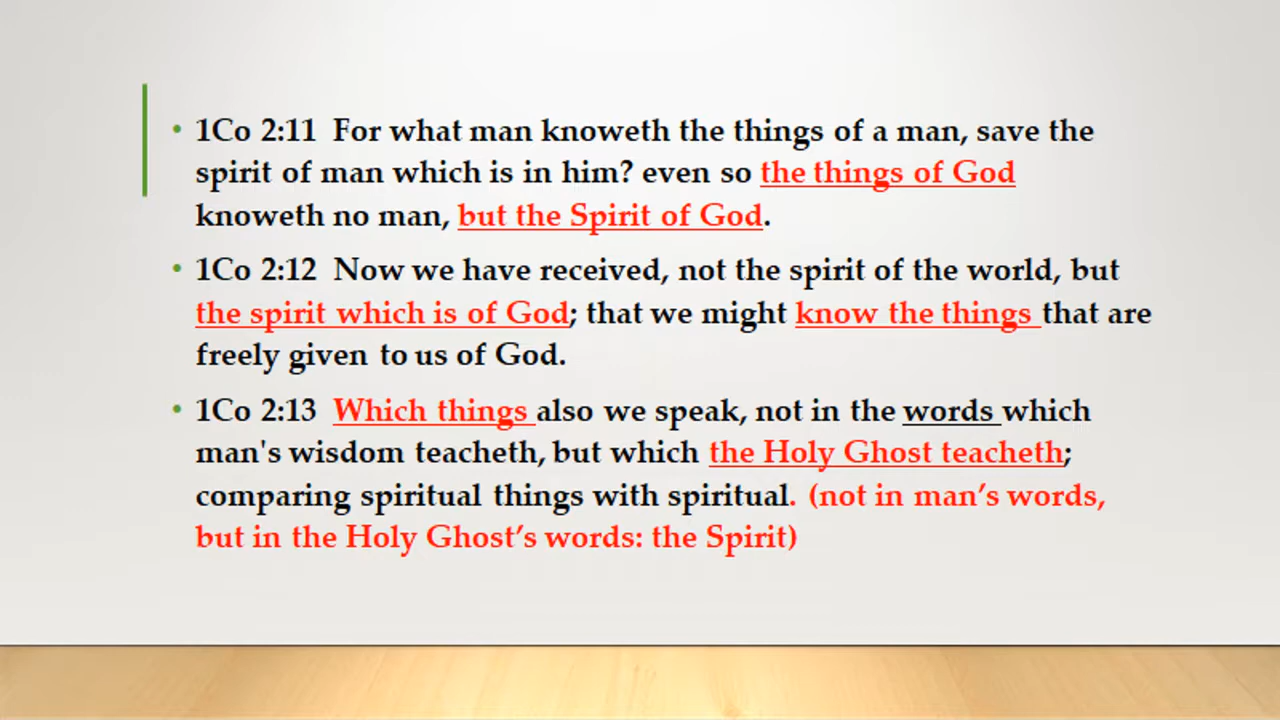 • 1Co 2:11  For what man knoweth the things of a man, save the
spirit of man which is in him? even so the things of God
knoweth no man, but the Spirit of God.
• 1Co 2:12  Now we have received, not the spirit of the world, but
the spirit which is of God; that we might know the things that are
freely given to us of God.
• 1Co 2:13  Which things also we speak, not in the words which
man's wisdom teacheth, but which the Holy Ghost teacheth;
comparing spiritual things with spiritual. (not in man’s words,
but in the Holy Ghost’s words: the Spirit)